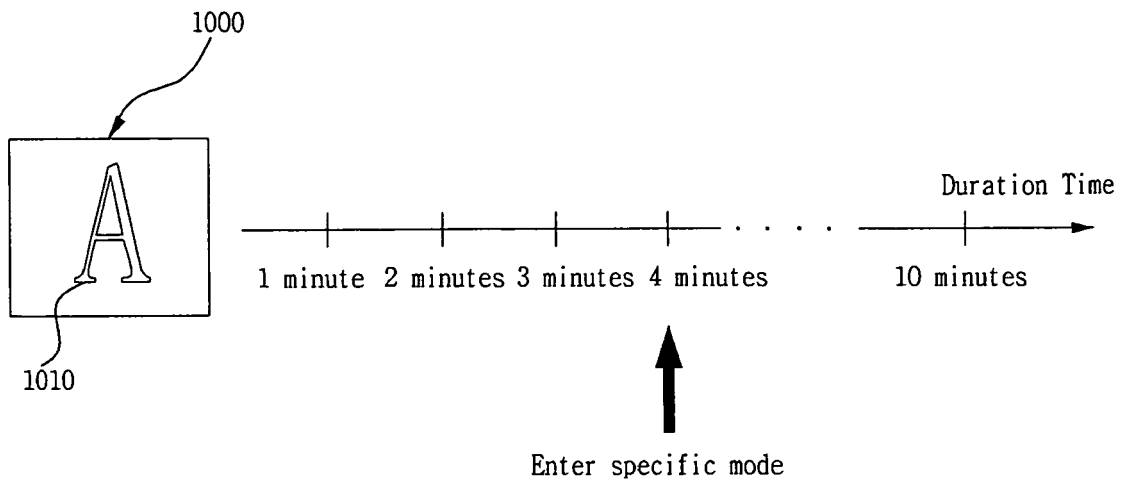 1000
A
Duration Time
1 minute 2 minutes 3 minutes 4 minutes 10 minutes
1010
Enter specific mode